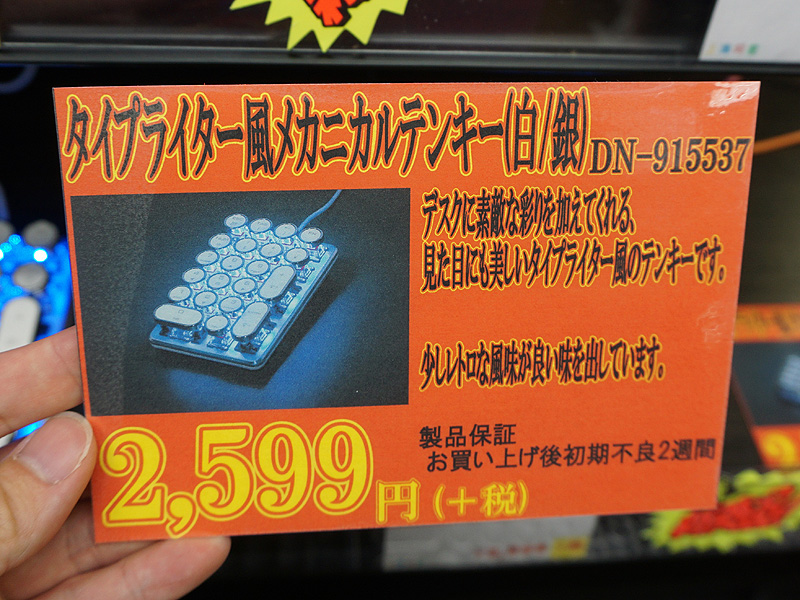 タイプライター風メカニカルテンキー(白/銀)
DN-915537
デスクに素敵な彩りを加えてくれる、
見た目にも美しいタイプライター風のテンキーです。
少しレトロな風味が良い味を出しています。
製品保証
お買い上げ後初期不良2週間
2,599円(+税)